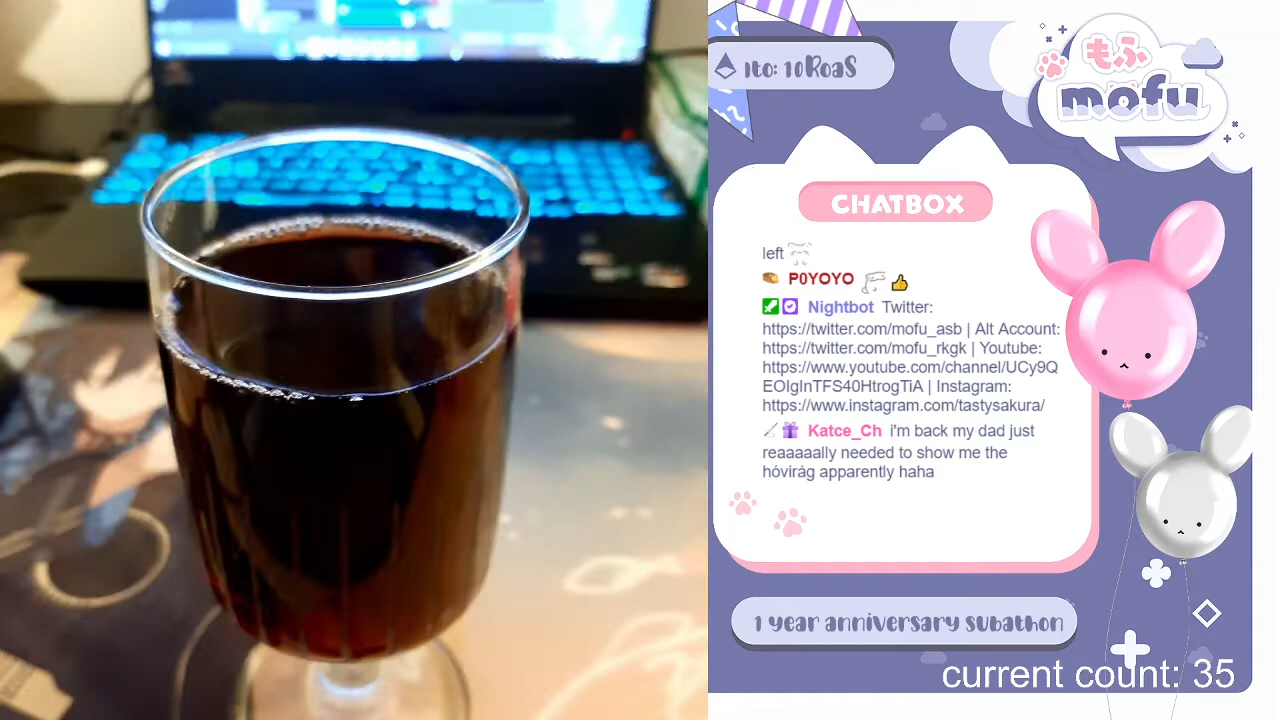 Ito: 10RoaS
もふ
mofu
CHATBOX
left
P0YOYO
Nightbot Twitter:
https://twitter.com/mofu_asb | Alt Account:
https://twitter.com/mofu_rkgk | Youtube:
https://www.youtube.com/channel/UCy9Q
EOIgInTFS40HtrogTiA | Instagram:
https://www.instagram.com/tastysakura/
Katce_Ch i'm back my dad just
reaaaaally needed to show me the
hóvirág apparently haha
1 year anniversary subathon
current count: 35